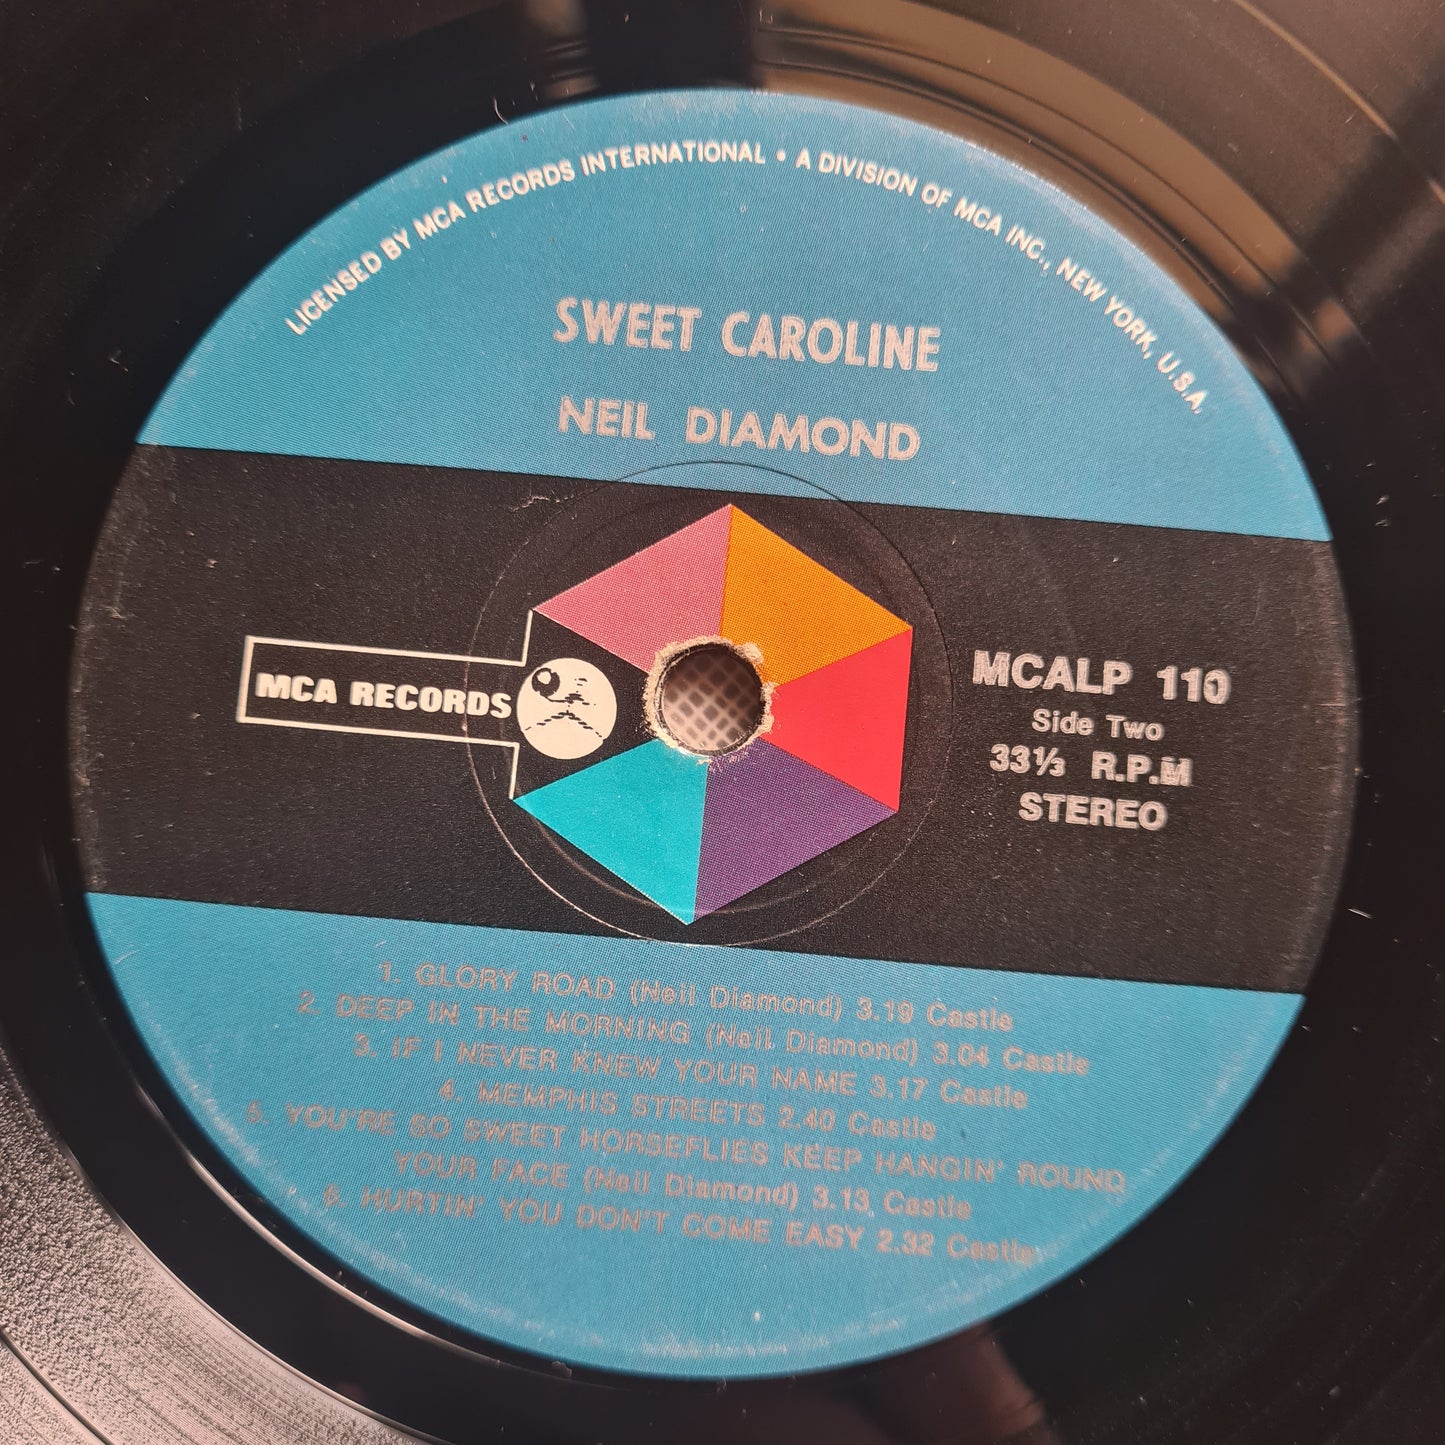 LICENSED BY MCA RECORDS INTERNATIONAL • A DIVISION OF MCA INC., NEW YORK, U.S.A.
SWEET CAROLINE
NEIL DIAMOND
MCA RECORDS
MCALP 110
Side Two
33⅓ R.P.M
STEREO
1. GLORY ROAD (Neil Diamond) 3.19 Castle
2. DEEP IN THE MORNING (Neil Diamond) 3.04 Castle
3. IF I NEVER KNEW YOUR NAME 3.17 Castle
4. MEMPHIS STREETS 2.40 Castle
5. YOU'RE SO SWEET HORSEFLIES KEEP HANGIN' ROUND
YOUR FACE (Neil Diamond) 3.13 Castle
6. HURTIN' YOU DON'T COME EASY 2.32 Castle